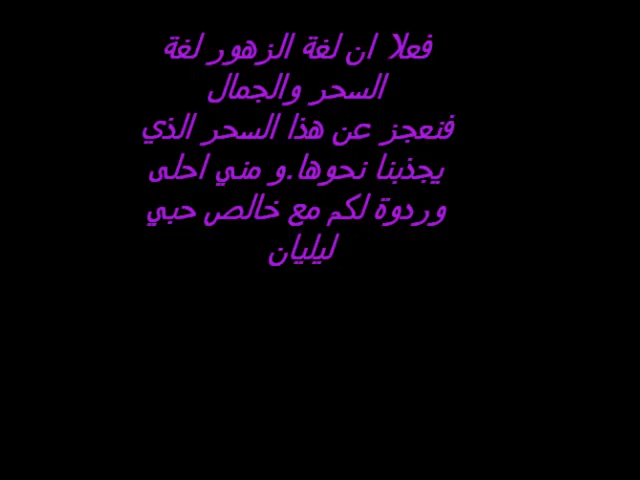 فعلا ان لغة الزهور لغة
السحر والجمال
فنعجز عن هذا السحر الذي
يجذبنا نحوها.و مني احلى
وردوة لكم مع خالص حبي
ليليان